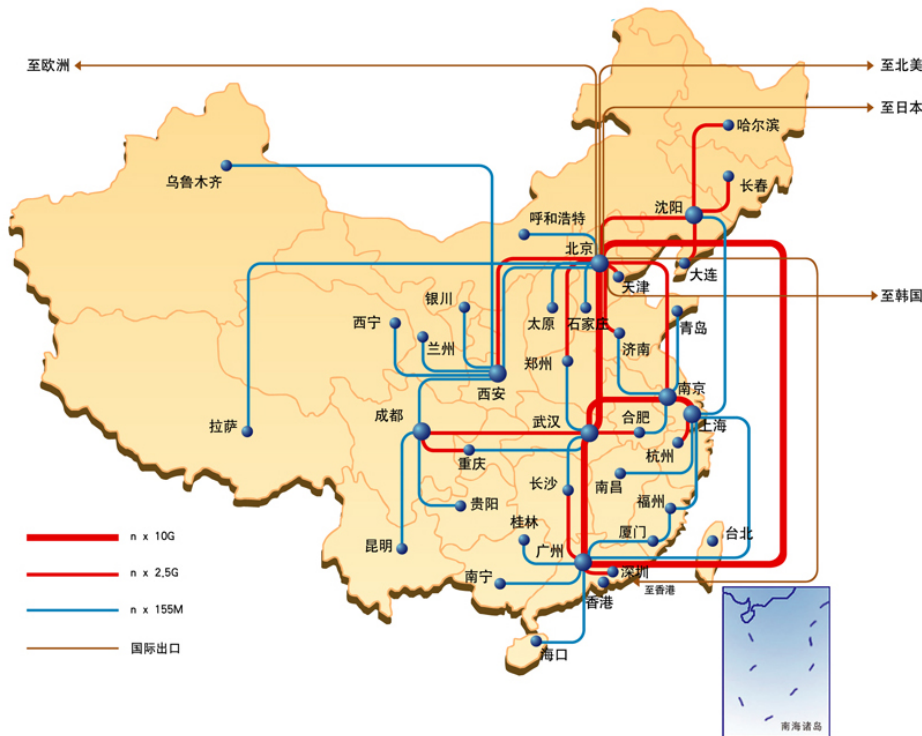 至欧洲
至北美
至日本
哈尔滨
乌鲁木齐
长春
沈阳
呼和浩特
北京
大连
天津
至韩国
银川
太原
石家庄
青岛
西宁
兰州
济南
郑州
西安
南京
成都
武汉
合肥
上海
拉萨
杭州
重庆
长沙
南昌
贵阳
福州
桂林
n x 10G
昆明
广州
厦门
台北
n x 2,5G
南宁
深圳
至香港
香港
n x 155M
国际出口
海口
南海诸岛